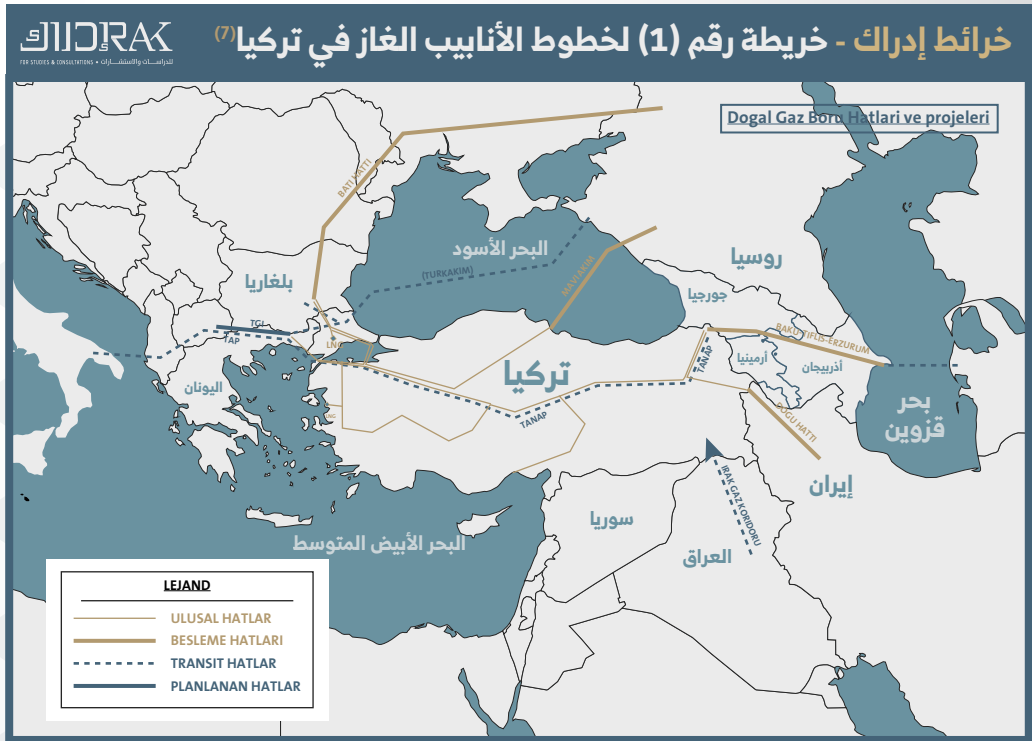 خرائط إدراك - خريطة رقم (1) لخطوط الأنابيب الغاز في تركيا(7)
FOR STUDIES & CONSULTATIONS • للدراسات والاستشارات
Dogal Gaz Boru Hatlari ve projeleri
BATI HATTI
البحر الأسود
(TURKAKIM)
MAVI AKIM
روسيا
بلغاريا
جورجيا
TGI
TAP
LNG
BAKU-TIFLIS-ERZURUM
TANAP
أرمينيا
أذربيجان
تركيا
اليونان
LNG
TANAP
DOGU HATTI
بحر
قزوين
إيران
IRAK GAZ KORIDORU
سوريا
العراق
البحر الأبيض المتوسط
LEJAND
ULUSAL HATLAR
BESLEME HATLARI
TRANSIT HATLAR
PLANLANAN HATLAR